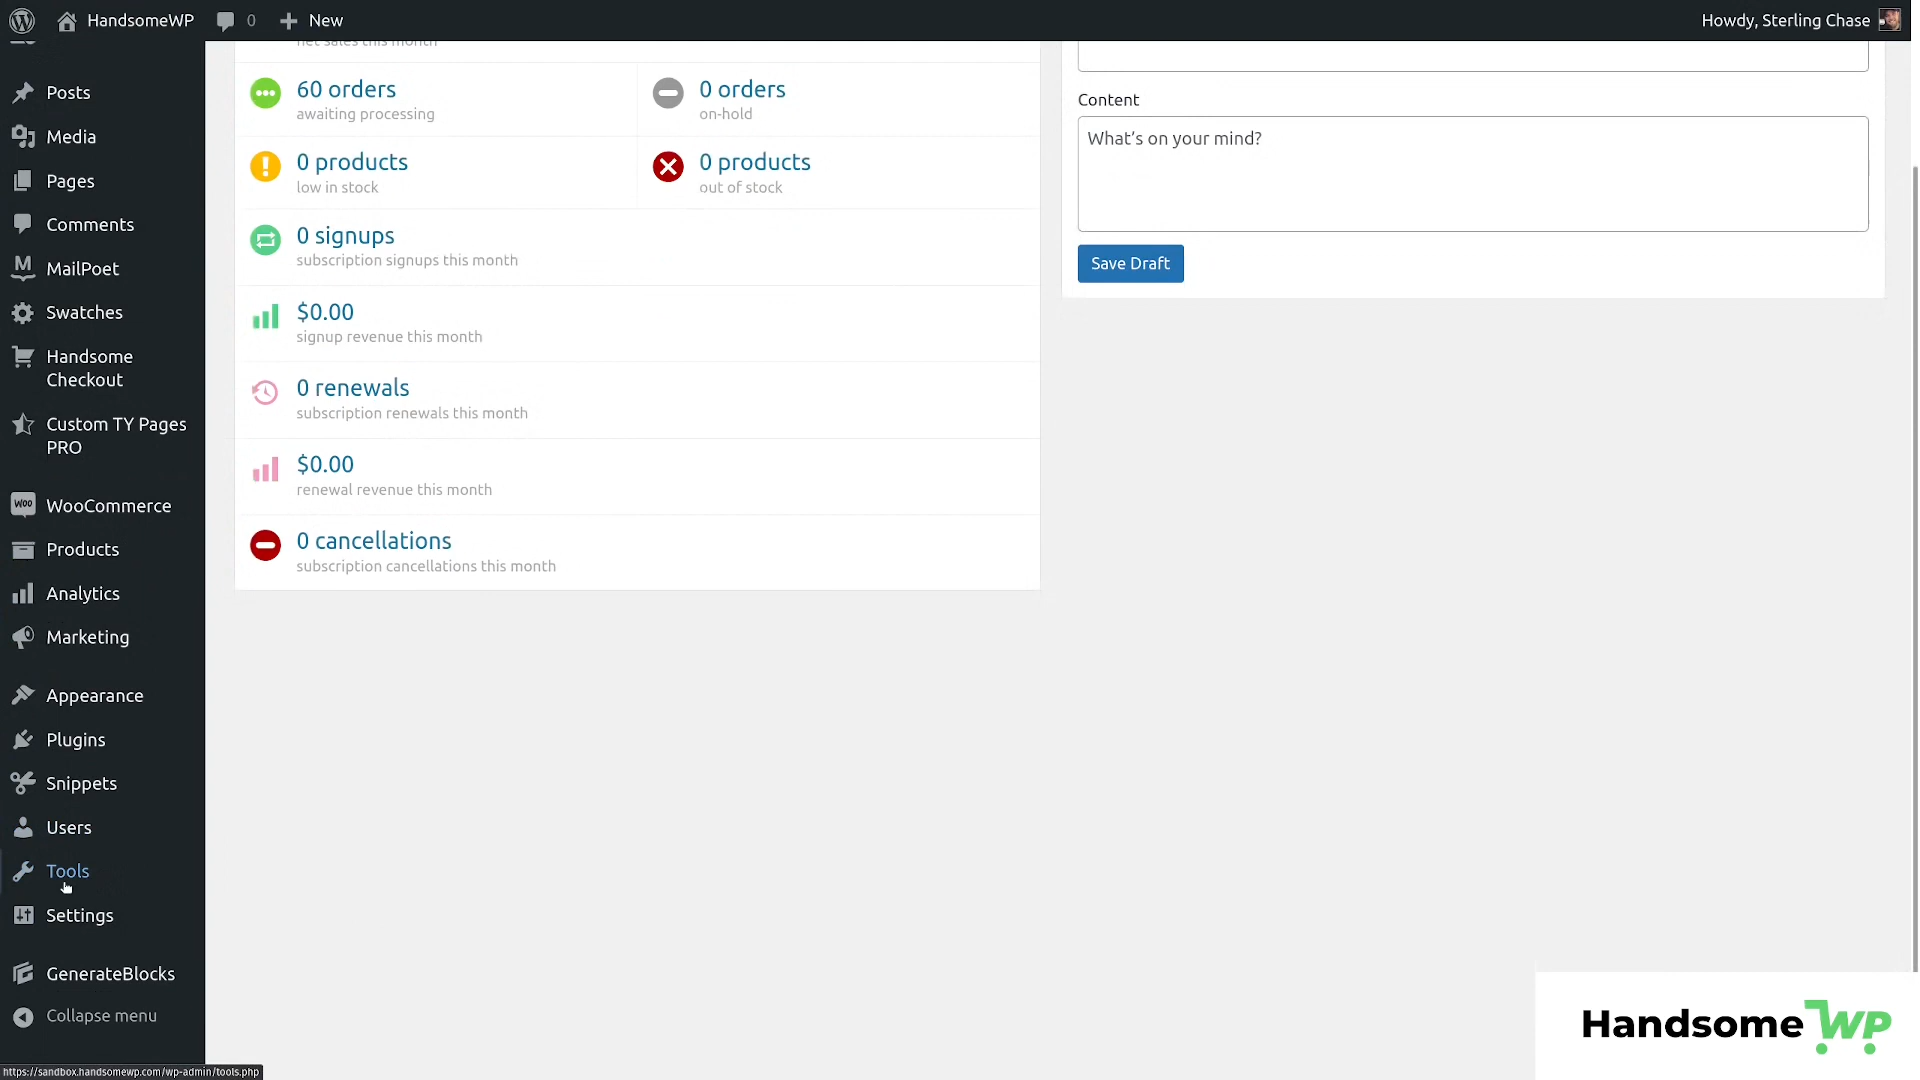 HandsomeWP 0 New Howdy, Sterling Chase
Posts
Media
Pages
Comments
MailPoet
Swatches
Handsome
Checkout
Custom TY Pages
PRO
WooCommerce
Products
Analytics
Marketing
Appearance
Plugins
Snippets
Users
Tools
Settings
GenerateBlocks
Collapse menu
net sales this month
60 orders
awaiting processing
0 orders
on-hold
0 products
low in stock
0 products
out of stock
0 signups
subscription signups this month
$0.00
signup revenue this month
0 renewals
subscription renewals this month
$0.00
renewal revenue this month
0 cancellations
subscription cancellations this month
Content
What's on your mind?
Save Draft
HandsomeWP
https://sandbox.handsomewp.com/wp-admin/tools.php